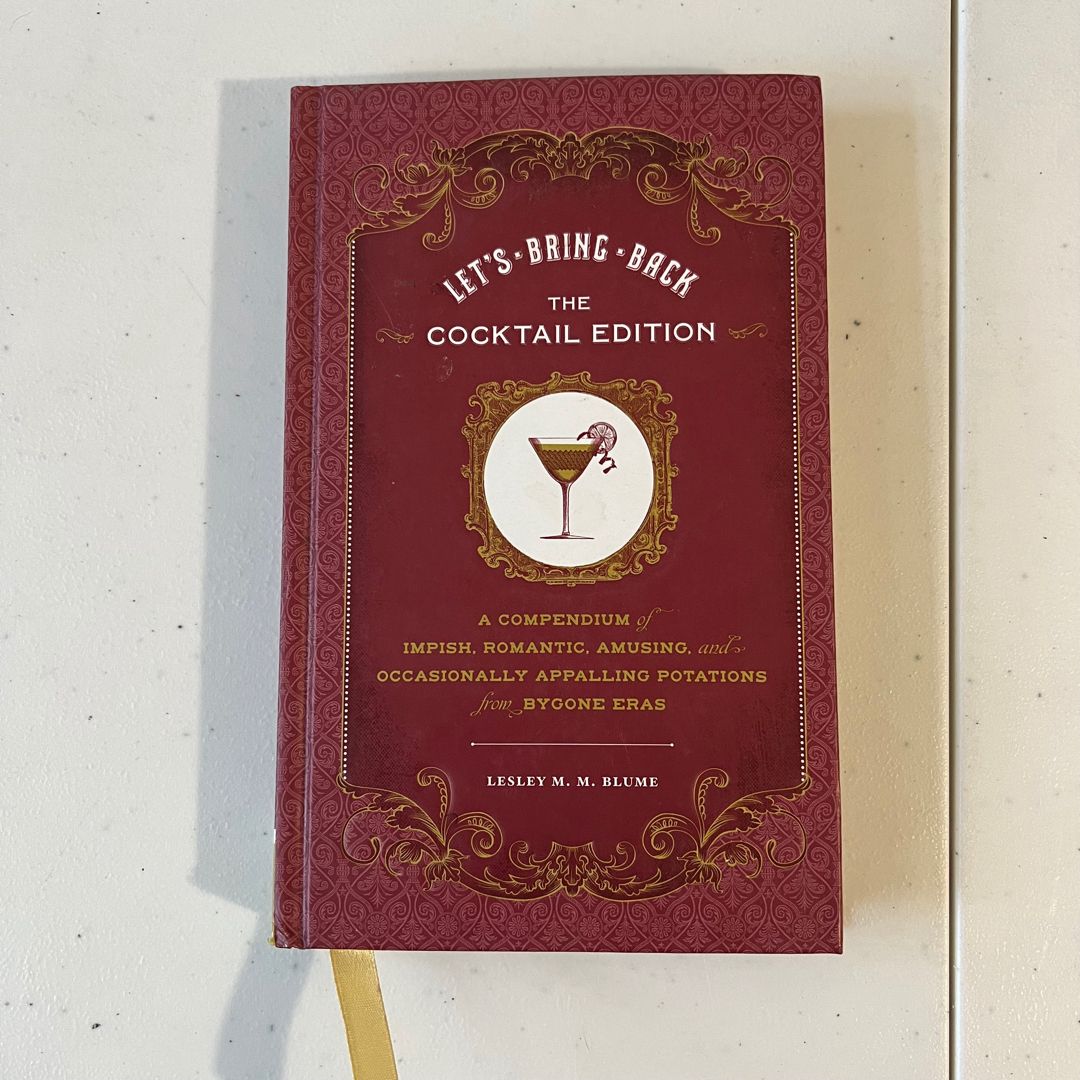 LET'S · BRING · BACK
THE
COCKTAIL EDITION
A COMPENDIUM of
IMPISH, ROMANTIC, AMUSING, and
OCCASIONALLY APPALLING POTATIONS
from BYGONE ERAS
LESLEY M. M. BLUME